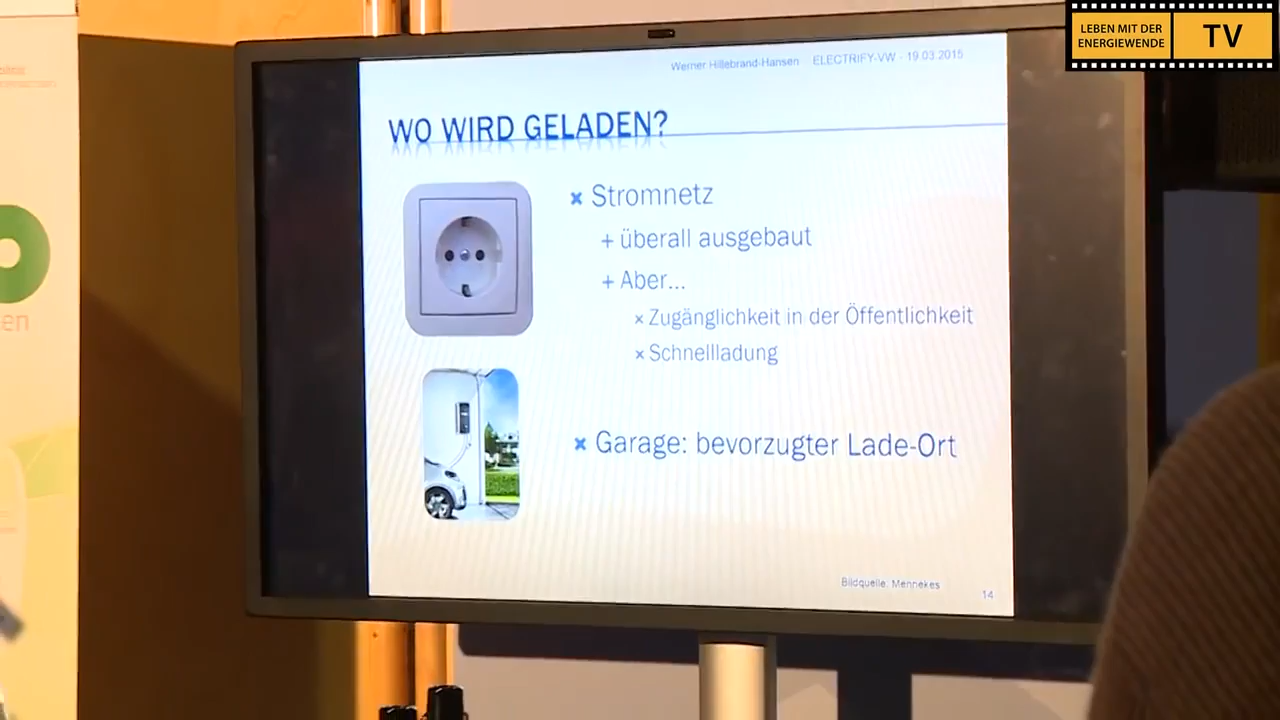 LEBEN MIT DER
ENERGIEWENDE
TV
Werner Hillebrand-Hansen ELECTRIFY-VW - 19.03.2015
WO WIRD GELADEN?
Stromnetz
+ überall ausgebaut
+ Aber...
× Zugänglichkeit in der Öffentlichkeit
× Schnellladung
Garage: bevorzugter Lade-Ort
Bildquelle: Mennekes
14
en